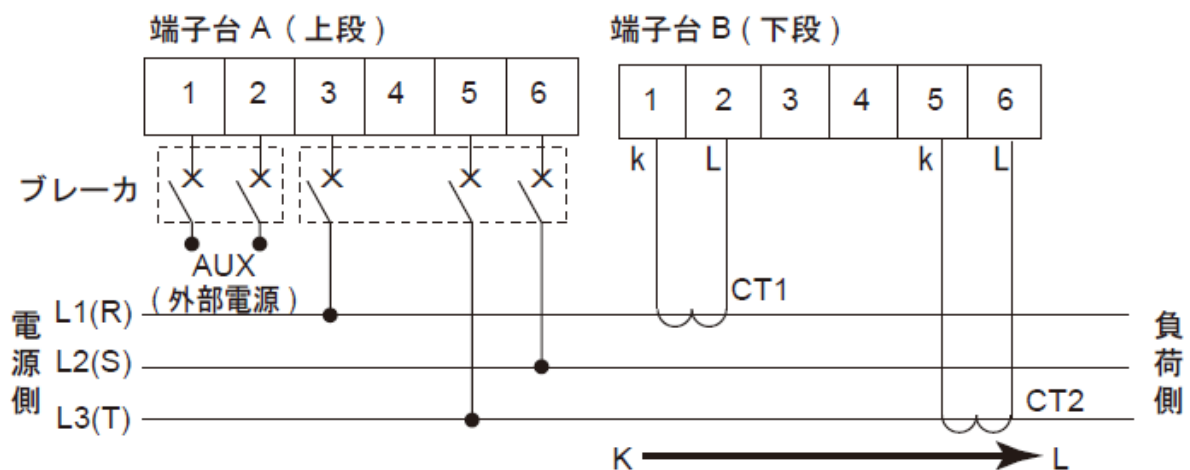 端子台 A ( 上段 )
端子台 B ( 下段 )
1 2 3 4 5 6
1 2 3 4 5 6
k L k L
ブレーカ
AUX
( 外部電源 )
CT1
電源側
L1(R)
L2(S)
L3(T)
負荷側
CT2
K L